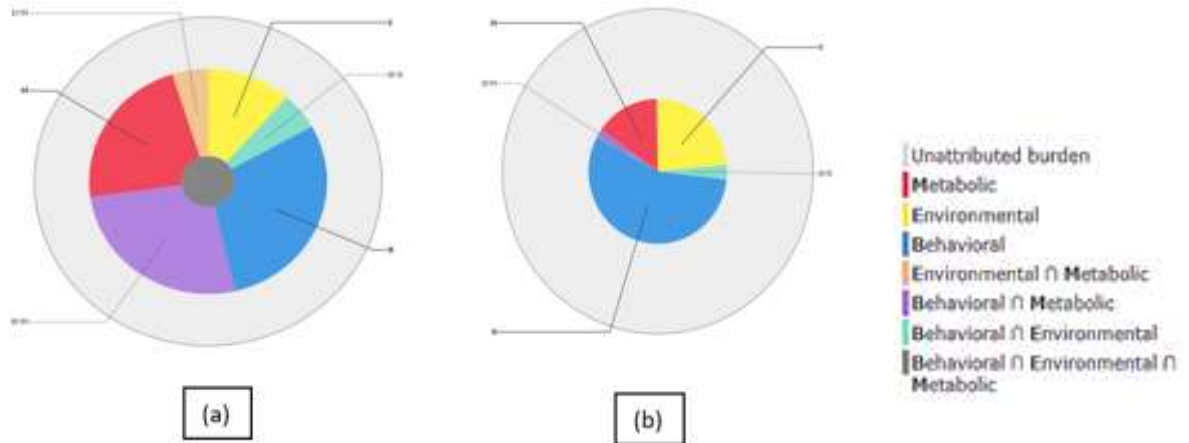 Unattributed burden
Metabolic
Environmental
Behavioral
Environmental ∩ Metabolic
Behavioral ∩ Metabolic
Behavioral ∩ Environmental
Behavioral ∩ Environmental ∩
Metabolic
(a)
(b)